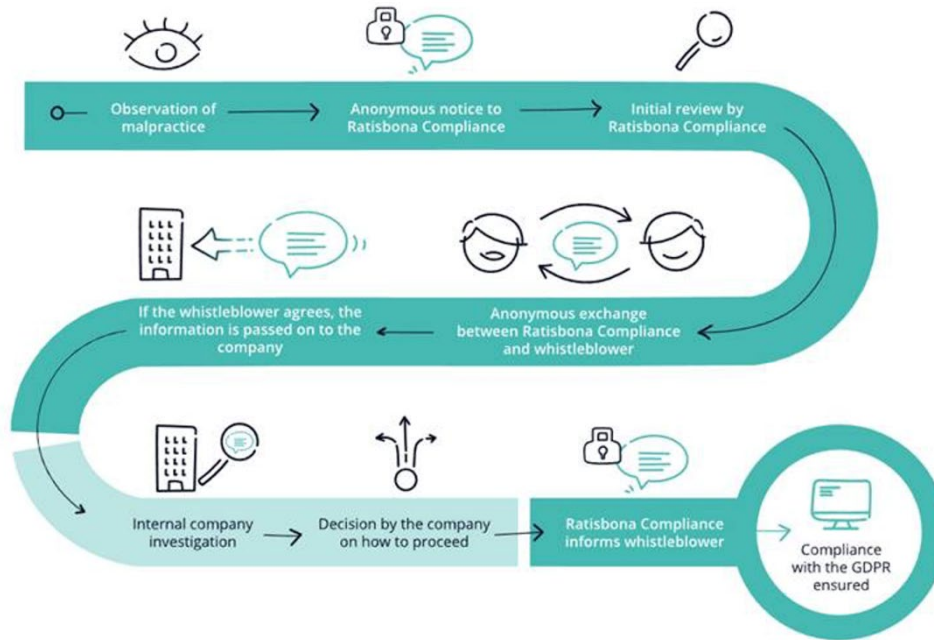 Observation of
malpractice
Anonymous notice to
Ratisbona Compliance
Initial review by
Ratisbona Compliance
Anonymous exchange
between Ratisbona Compliance
and whistleblower
If the whistleblower agrees, the
information is passed on to the
company
Internal company
investigation
Decision by the company
on how to proceed
Ratisbona Compliance
informs whistleblower
Compliance
with the GDPR
ensured